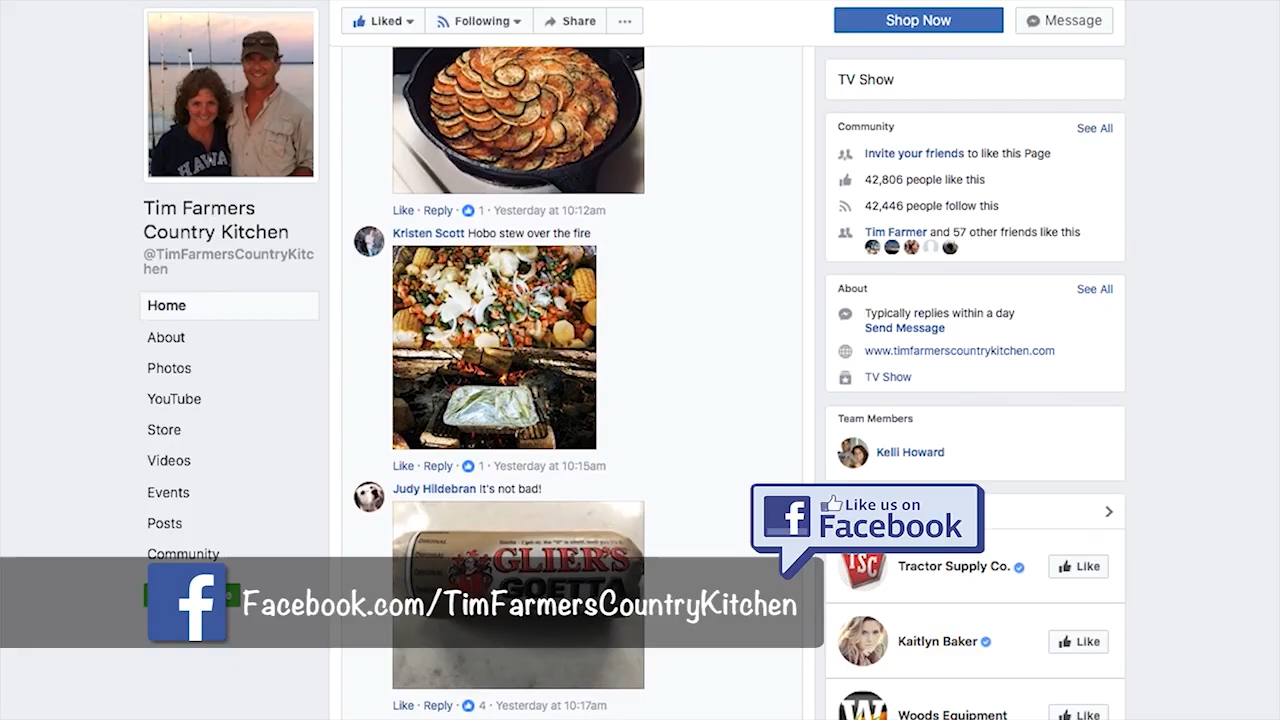 Liked
Following
Share
Shop Now
Message
HAWA
Tim Farmers
Country Kitchen
@TimFarmersCountryKitc
hen
Home
About
Photos
YouTube
Store
Videos
Events
Posts
Community
Like · Reply · 1 · Yesterday at 10:12am
Kristen Scott Hobo stew over the fire
Like · Reply · 1 · Yesterday at 10:15am
Judy Hildebran It's not bad!
ORIGINAL
GLIER'S
GOETTA
Like · Reply · 4 · Yesterday at 10:17am
TV Show
Community
See All
Invite your friends to like this Page
42,806 people like this
42,446 people follow this
Tim Farmer and 57 other friends like this
About
See All
Typically replies within a day
Send Message
www.timfarmerscountrykitchen.com
TV Show
Team Members
Kelli Howard
Like us on
Facebook
TSC
Tractor Supply Co.
Like
Kaitlyn Baker
Like
Woods Equipment
Like
Facebook.com/TimFarmersCountryKitchen